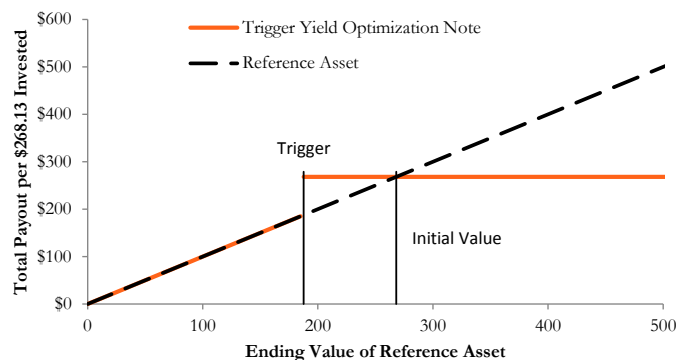 $600
$500
$400
$300
$200
$100
$0
Total Payout per $268.13 Invested
Trigger Yield Optimization Note
Reference Asset
Trigger
Initial Value
0
100
200
300
400
500
Ending Value of Reference Asset